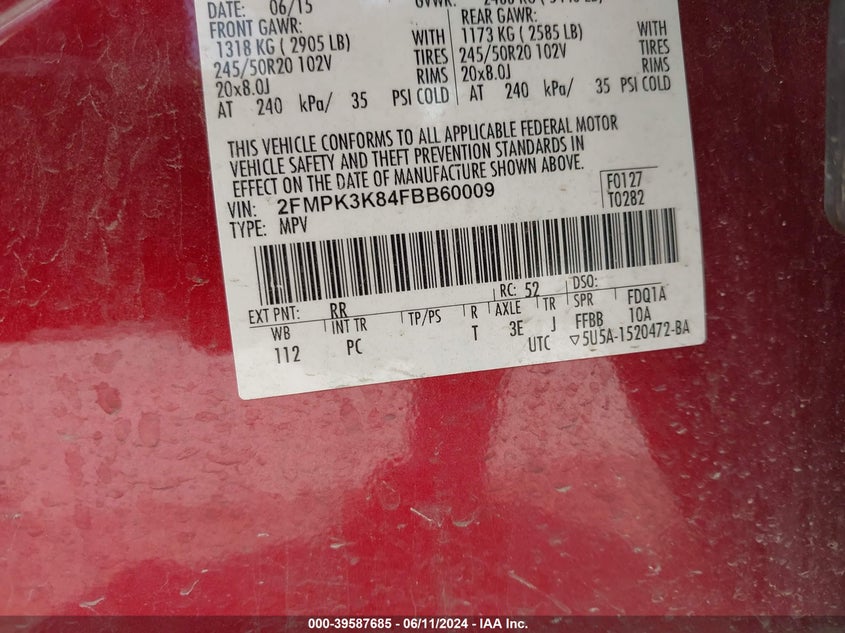 DATE: 06/15
FRONT GAWR:
1318 KG ( 2905 LB) WITH
245/50R20 102V TIRES
20x8.0J RIMS
AT 240 kPa/ 35 PSI COLD
REAR GAWR:
1173 KG ( 2585 LB) WITH
245/50R20 102V TIRES
20x8.0J RIMS
AT 240 kPa/ 35 PSI COLD
THIS VEHICLE CONFORMS TO ALL APPLICABLE FEDERAL MOTOR
VEHICLE SAFETY AND THEFT PREVENTION STANDARDS IN
EFFECT ON THE DATE OF MANUFACTURE SHOWN ABOVE.
VIN: 2FMPK3K84FBB60009
TYPE: MPV
F0127
T0282
EXT PNT: RR RC: 52 DSO:
WB INT TR TP/PS R AXLE TR SPR FDQ1A
112 PC T 3E J FFBB 10A
UTC ▽5U5A-1520472-BA
000-39587685 - 06/11/2024 - IAA Inc.